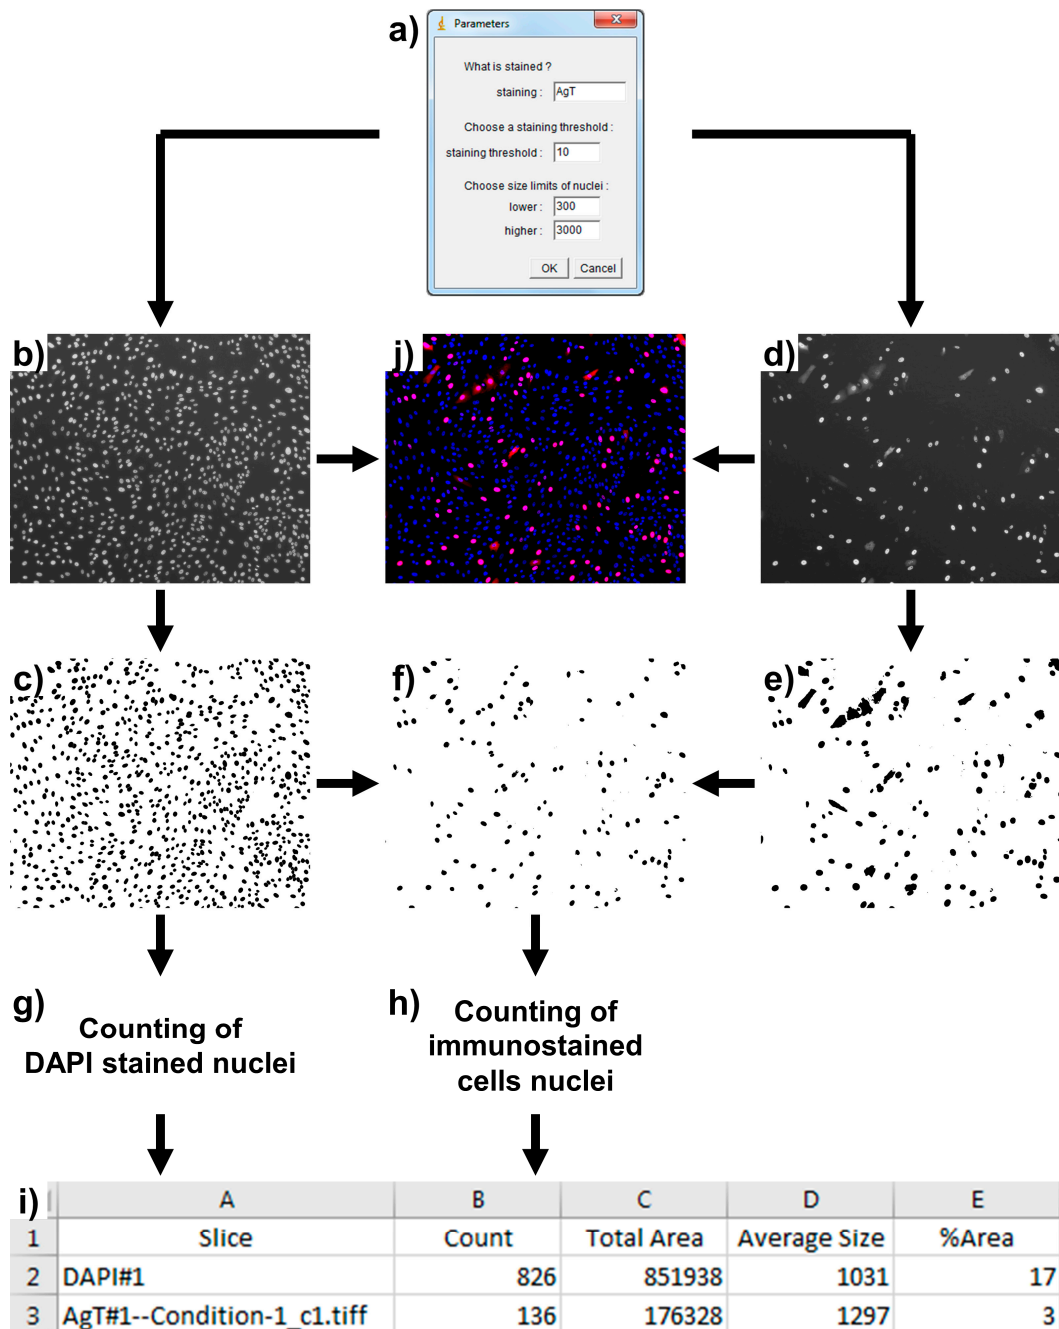 a)
Parameters
What is stained ?
staining : AgT
Choose a staining threshold :
staining threshold : 10
Choose size limits of nuclei :
lower : 300
higher : 3000
OK Cancel
b) j) d)
c) f) e)
g) Counting of
DAPI stained nuclei
h) Counting of
immunostained
cells nuclei
i) A B C D E
1 Slice Count Total Area Average Size %Area
2 DAPI#1 826 851938 1031 17
3 AgT#1--Condition-1_c1.tiff 136 176328 1297 3